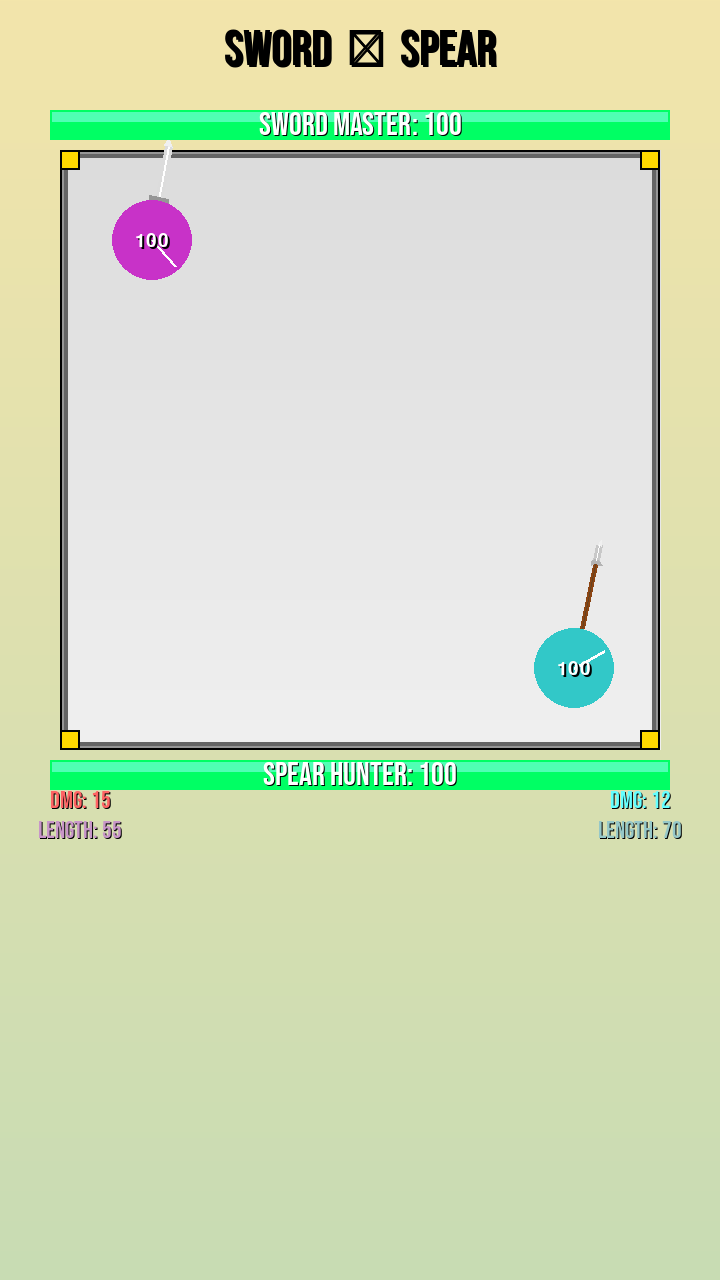 SWORD ☒ SPEAR
SWORD MASTER: 100
100
100
SPEAR HUNTER: 100
DMG: 15
DMG: 12
LENGTH: 55
LENGTH: 70